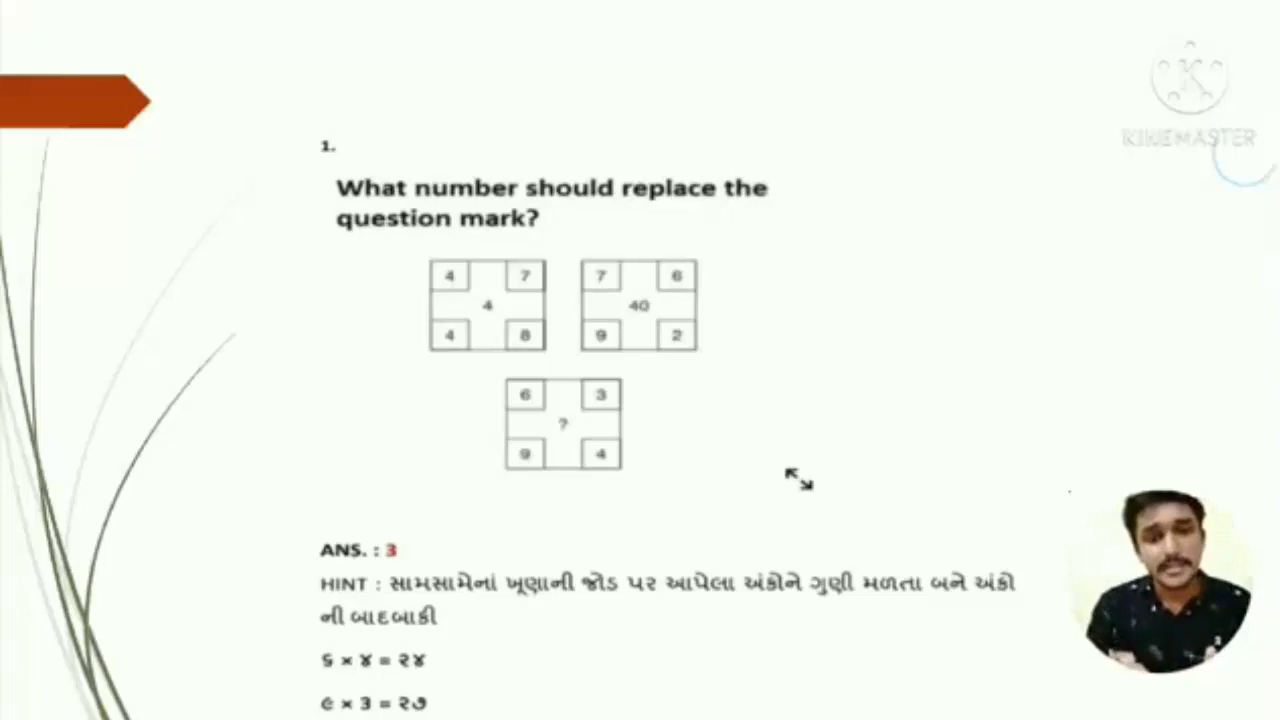 KINEMASTER
1.
What number should replace the
question mark?
4 7 7 6
4 40
4 8 9 2
6 3
?
9 4
ANS. : 3
HINT : સામસામેનાં ખૂણાની જોડ પર આપેલા અંકોને ગુણી મળતા બને અંકો
ની બાદબાકી
૬ × ૪ = ૨૪
૯ × ૩ = ૨૭